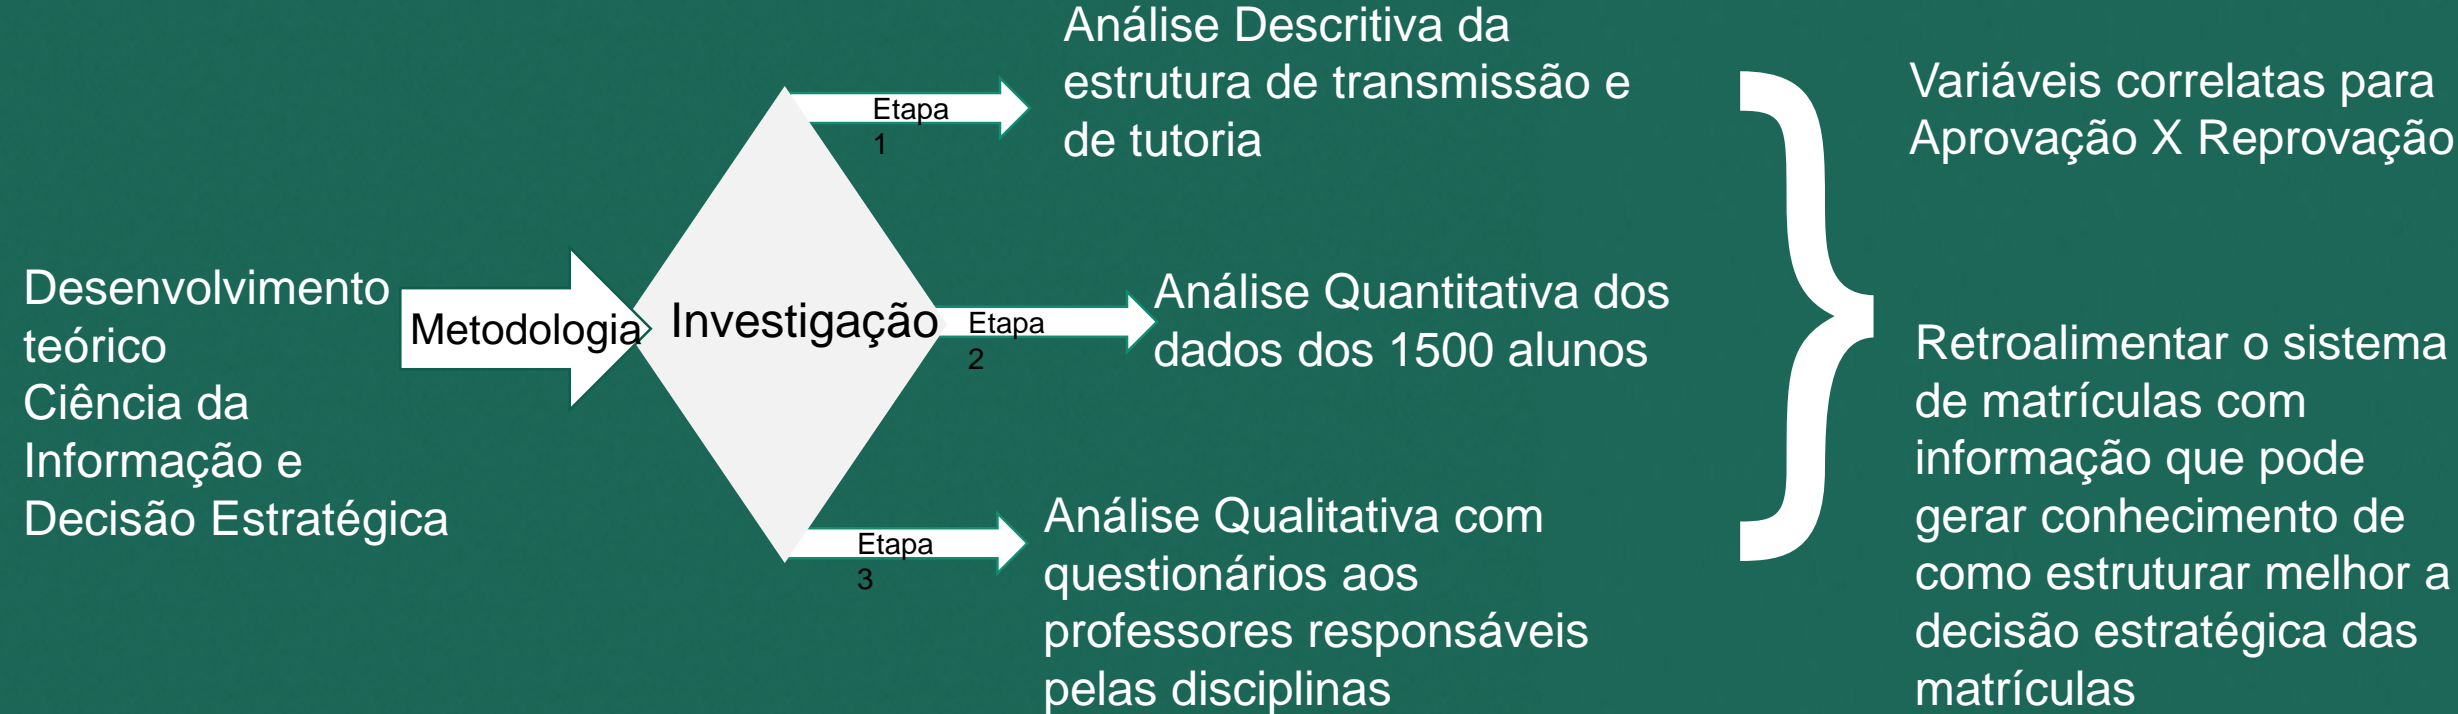 Desenvolvimento
teórico
Ciência da
Informação e
Decisão Estratégica
Metodologia
Investigação
Etapa
1
Análise Descritiva da
estrutura de transmissão e
de tutoria
Etapa
2
Análise Quantitativa dos
dados dos 1500 alunos
Etapa
3
Análise Qualitativa com
questionários aos
professores responsáveis
pelas disciplinas
}
Variáveis correlatas para
Aprovação X Reprovação
Retroalimentar o sistema
de matrículas com
informação que pode
gerar conhecimento de
como estruturar melhor a
decisão estratégica das
matrículas